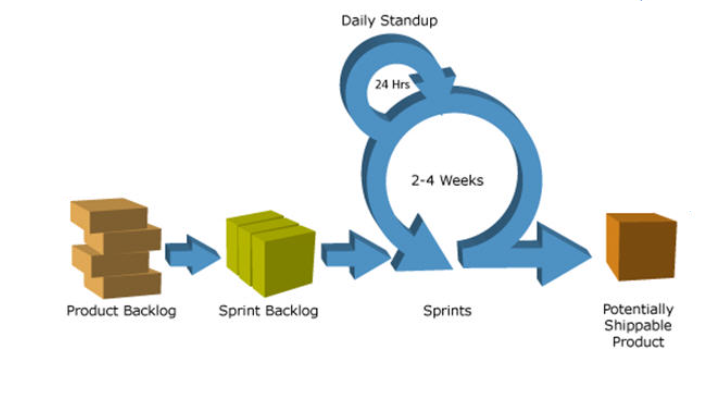 Daily Standup
24 Hrs
2-4 Weeks
Product Backlog
Sprint Backlog
Sprints
Potentially
Shippable
Product